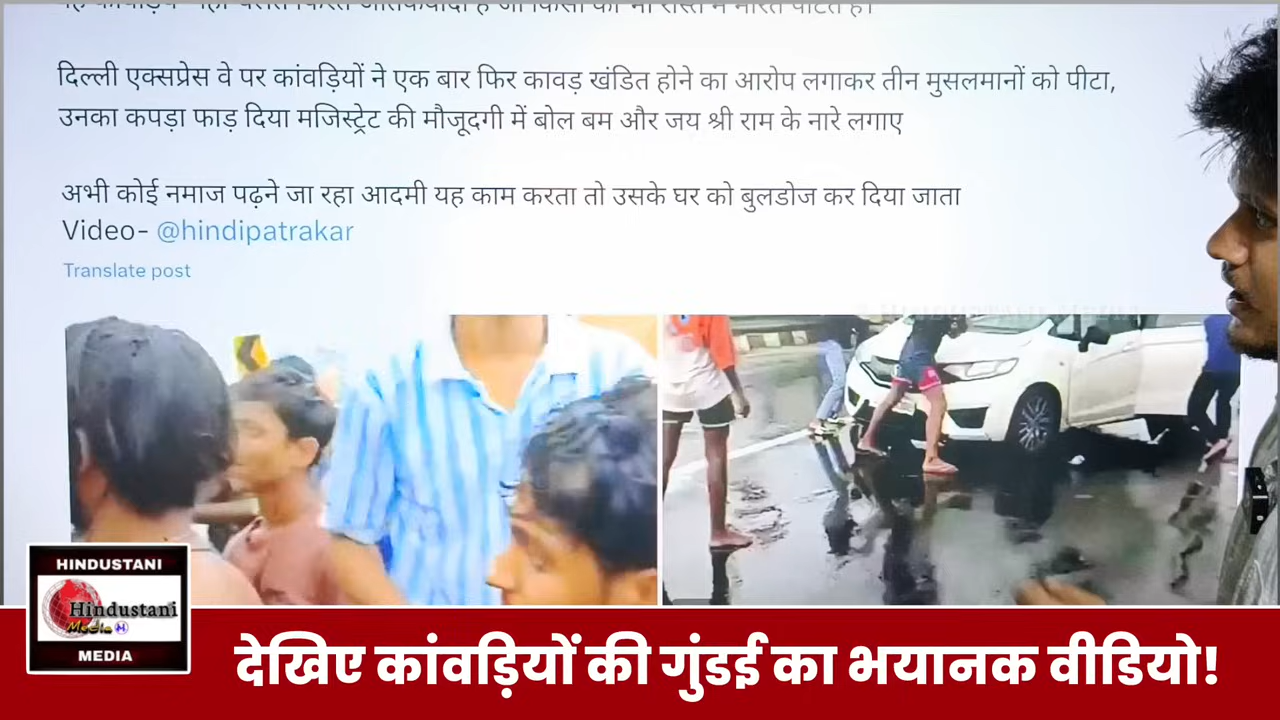 दिल्ली एक्सप्रेस वे पर कांवड़ियों ने एक बार फिर कावड़ खंडित होने का आरोप लगाकर तीन मुसलमानों को पीटा,
उनका कपड़ा फाड़ दिया मजिस्ट्रेट की मौजूदगी में बोल बम और जय श्री राम के नारे लगाए
अभी कोई नमाज पढ़ने जा रहा आदमी यह काम करता तो उसके घर को बुलडोज कर दिया जाता
Video- @hindipatrakar
Translate post
HINDUSTANI
Hindustani
Media
MEDIA
देखिए कांवड़ियों की गुंडई का भयानक वीडियो!